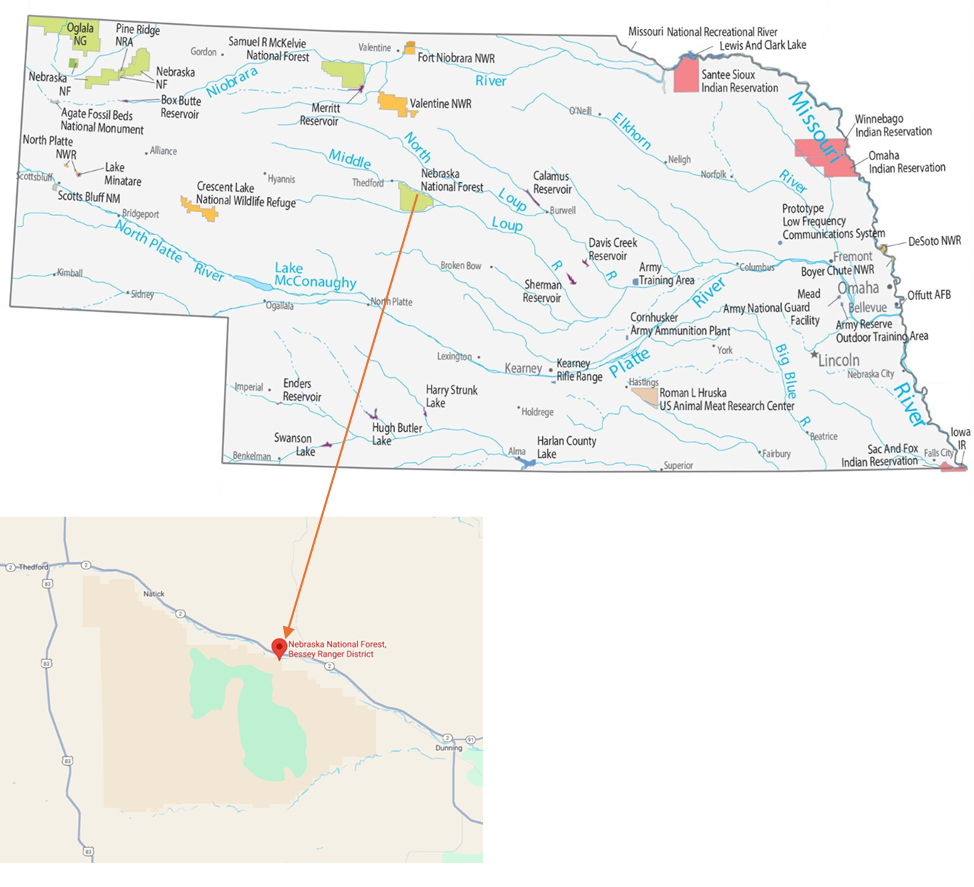 Oglala
NG
Pine Ridge
NRA
Gordon
Samuel R McKelvie
National Forest
Valentine
Fort Niobrara NWR
Missouri National Recreational River
Lewis And Clark Lake
Santee Sioux
Indian Reservation
Nebraska
NF
Nebraska
NF
Niobrara
River
Box Butte
Reservoir
Merritt
Reservoir
Valentine NWR
Agate Fossil Beds
National Monument
O'Neill
Elkhorn
Missouri
Winnebago
Indian Reservation
Omaha
Indian Reservation
North Platte
NWR
Alliance
Lake
Minatare
Scottsbluff
Scotts Bluff NM
Middle
North
Hyannis
Thedford
Nebraska
National Forest
Neligh
Norfolk
River
Crescent Lake
National Wildlife Refuge
Calamus
Reservoir
Loup
Burwell
Loup
Bridgeport
North Platte
River
Prototype
Low Frequency
Communications System
DeSoto NWR
Davis Creek
Reservoir
Broken Bow
R
R
Army
Training Area
Columbus
Fremont
Boyer Chute NWR
Lake
McConaughy
Kimball
Sidney
Ogallala
North Platte
Sherman
Reservoir
River
Omaha
Mead
Facility
Offutt AFB
Bellevue
Army National Guard
Cornhusker
Army Ammunition Plant
Army Reserve
Outdoor Training Area
York
Lexington
Kearney
Kearney
Rifle Range
Platte
Big Blue
R
Lincoln
Nebraska City
River
Imperial
Enders
Reservoir
Harry Strunk
Lake
Hastings
Roman L Hruska
US Animal Meat Research Center
Holdrege
Hugh Butler
Lake
Swanson
Lake
Benkelman
Alma
Harlan County
Lake
Superior
Fairbury
Beatrice
Sac And Fox
Indian Reservation
Falls City
Iowa
IR
2
Thedford
2
83
Natick
2
Nebraska National Forest,
Bessey Ranger District
2
83
2
91
Dunning
83
83